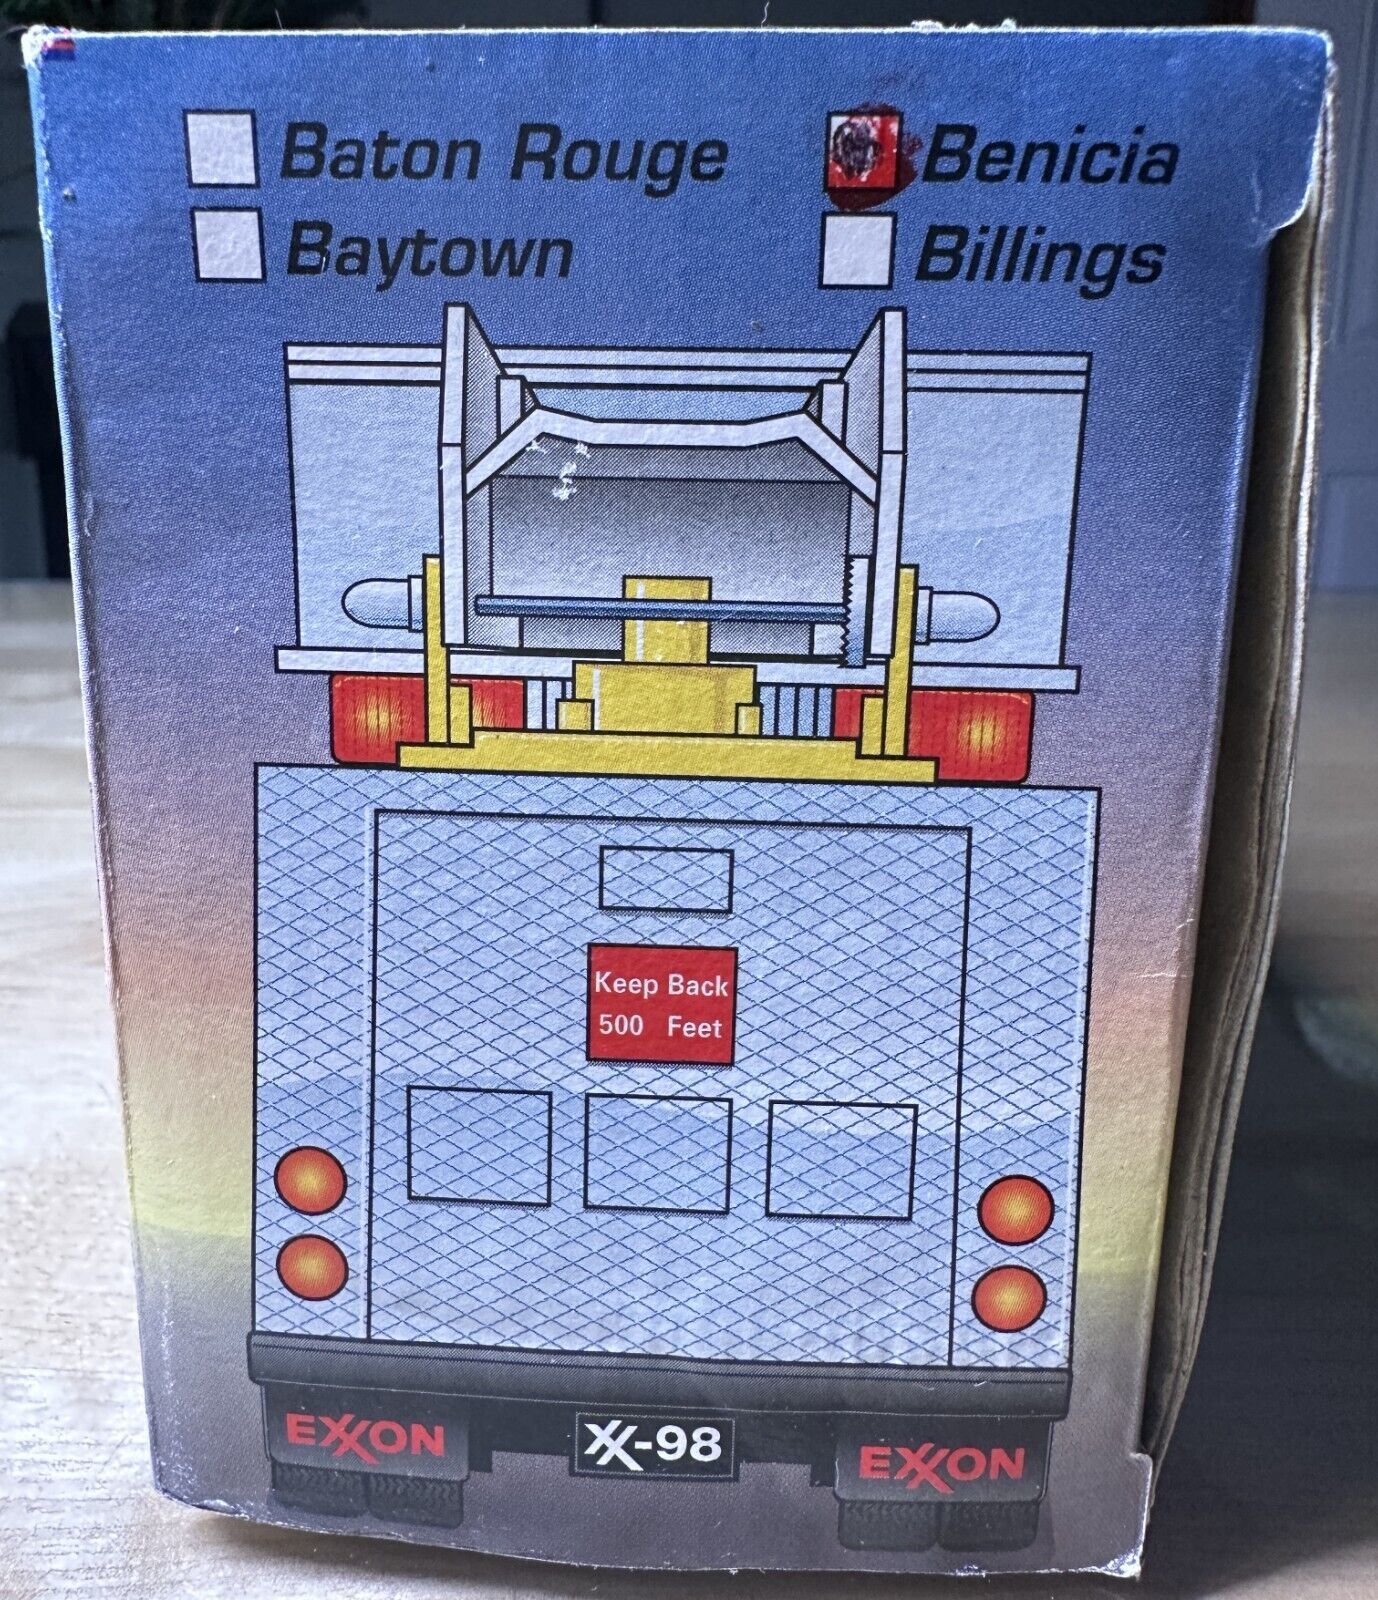 Baton Rouge
Benicia
Baytown
Billings
Keep Back
500 Feet
EXXON
XX-98
EXXON